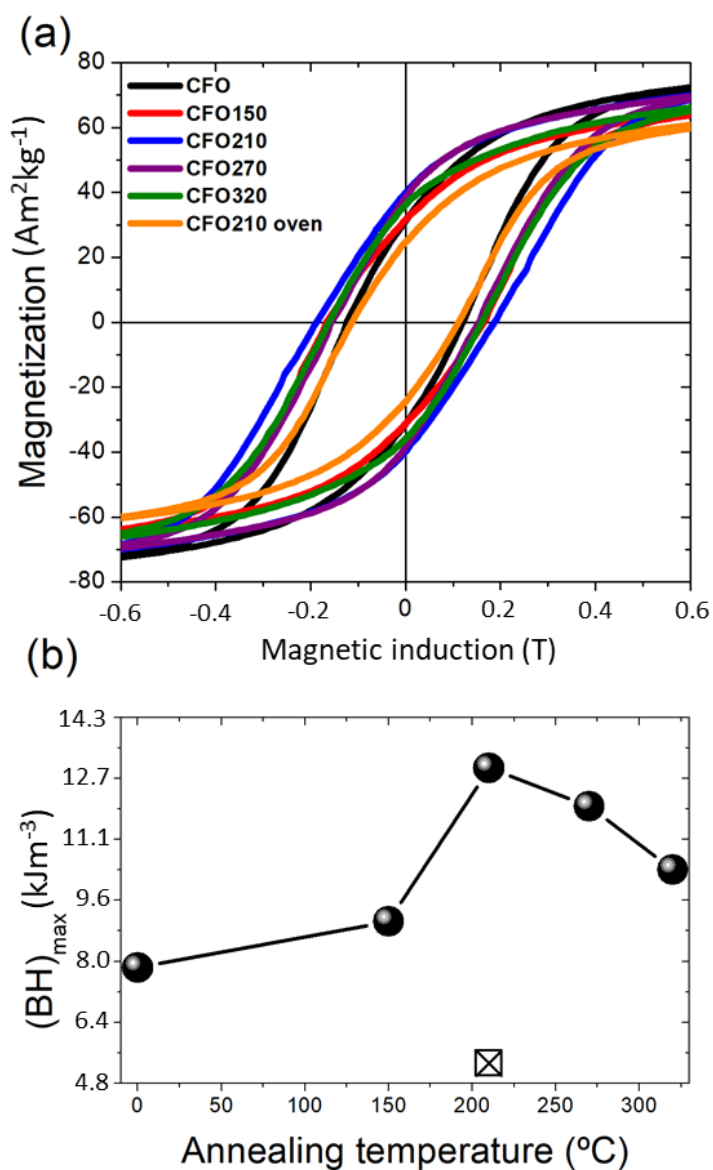 (a)
80
60
40
20
0
-20
-40
-60
-80
Magnetization (Am²kg⁻¹)
CFO
CFO150
CFO210
CFO270
CFO320
CFO210 oven
-0.6 -0.4 -0.2 0 0.2 0.4 0.6
Magnetic induction (T)
(b)
14.3
12.7
11.1
9.6
8.0
6.4
4.8
(BH)max(kJm⁻³)
0 50 100 150 200 250 300
Annealing temperature (ºC)